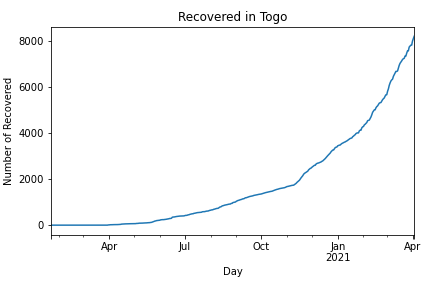 Recovered in Togo
Number of Recovered
8000
6000
4000
2000
0
Apr
Jul
Oct
Jan
2021
Apr
Day